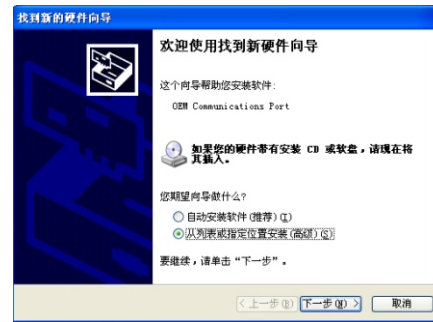 找到新的硬件向导
欢迎使用找到新硬件向导
这个向导帮助您安装软件:
OEM Communications Port
如果您的硬件带有安装 CD 或软盘，请现在将
其插入。
您期望向导做什么?
自动安装软件(推荐)(I)
从列表或指定位置安装(高级)(S)
要继续，请单击“下一步”。
< 上一步(B)
下一步(N) >
取消